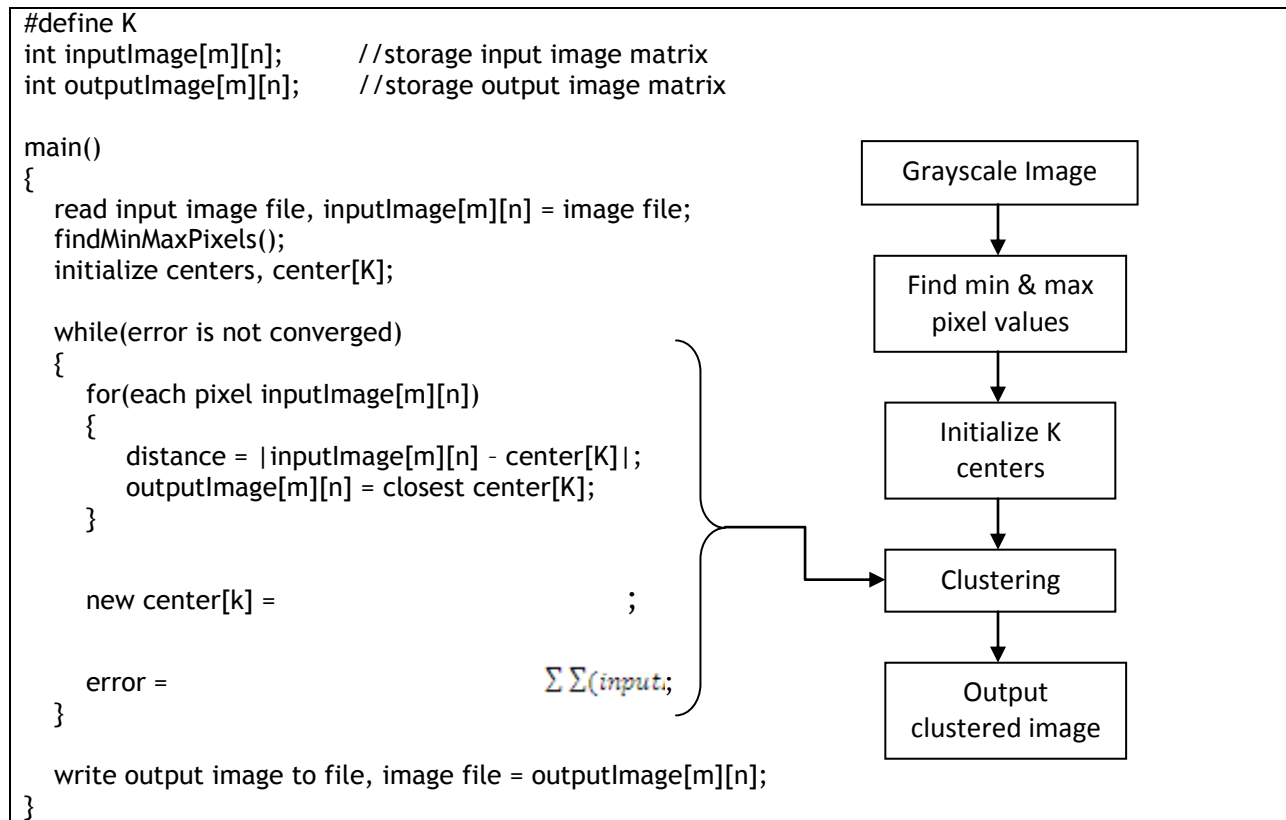 #define K
int inputImage[m][n]; //storage input image matrix
int outputImage[m][n]; //storage output image matrix
main()
{
read input image file, inputImage[m][n] = image file;
findMinMaxPixels();
initialize centers, center[K];
while(error is not converged)
{
for(each pixel inputImage[m][n])
{
distance = |inputImage[m][n] – center[K]|;
outputImage[m][n] = closest center[K];
}
new center[k] = ;
error = ∑ ∑(input ;
}
write output image to file, image file = outputImage[m][n];
}
Grayscale Image
Find min & max
pixel values
Initialize K
centers
Clustering
Output
clustered image